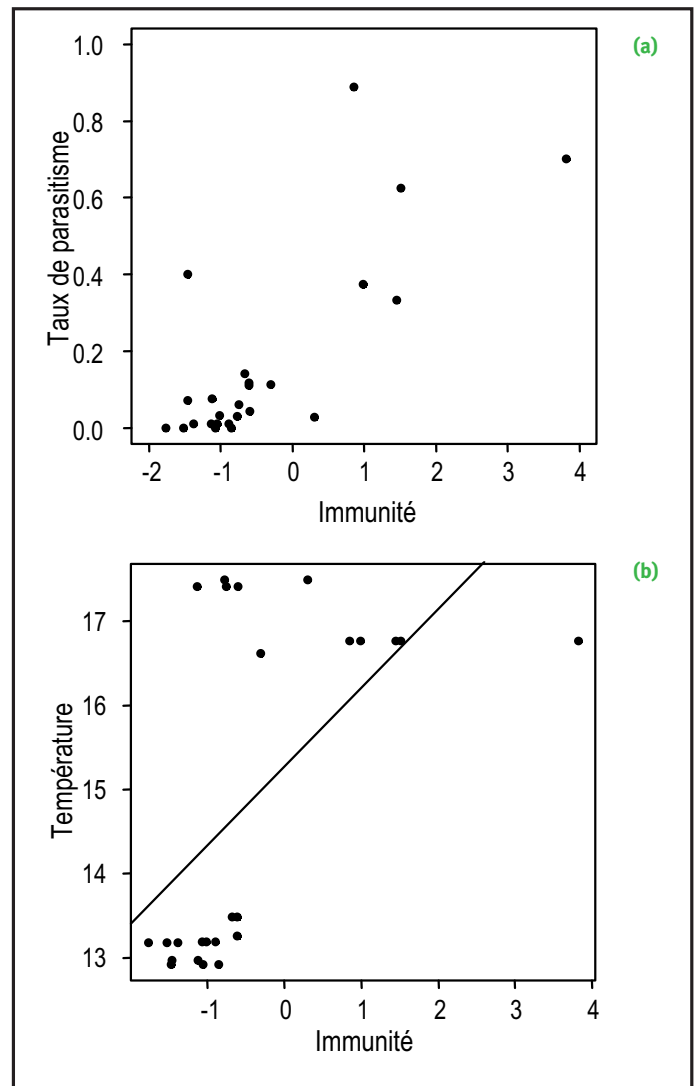 (a)
Taux de parasitisme
1.0
0.8
0.6
0.4
0.2
0.0
-2 -1 0 1 2 3 4
Immunité
(b)
Température
17
16
15
14
13
-1 0 1 2 3 4
Immunité